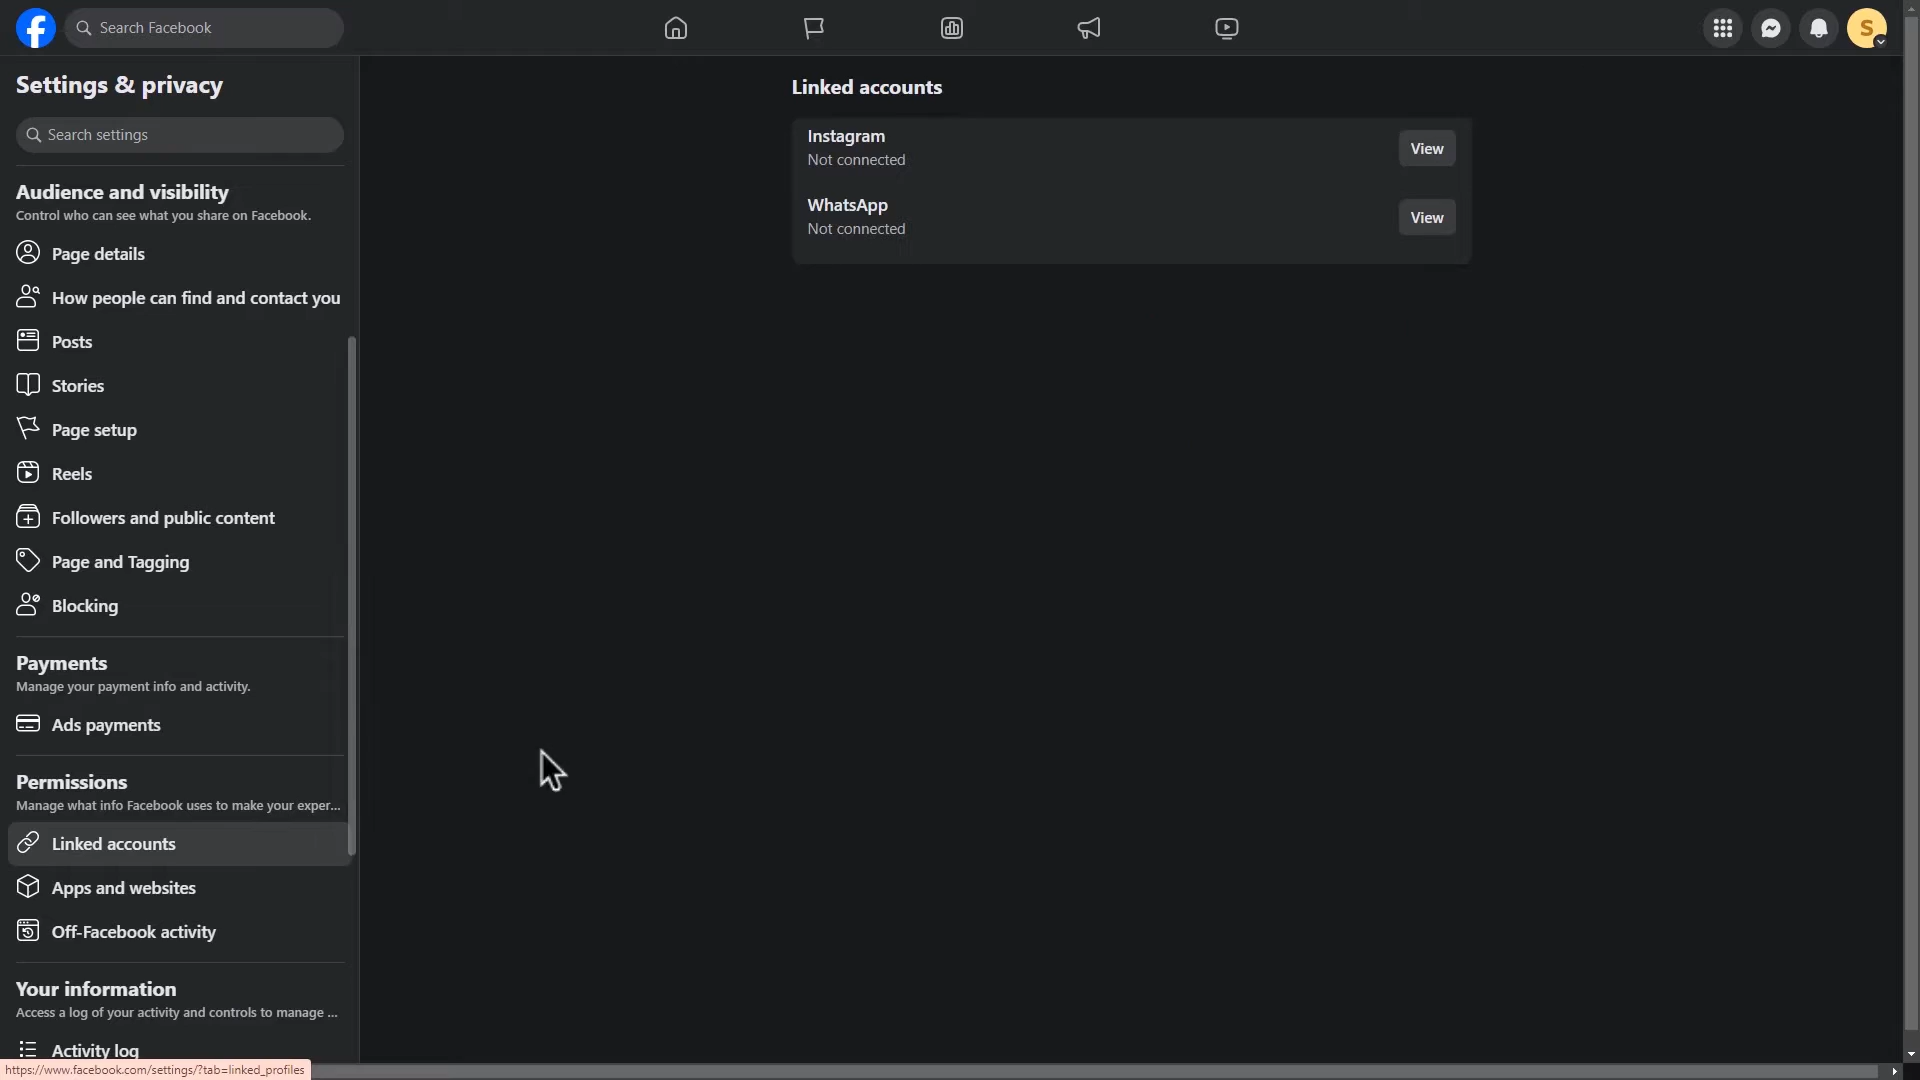 Search Facebook
S
Settings & privacy
Search settings
Audience and visibility
Control who can see what you share on Facebook.
Page details
How people can find and contact you
Posts
Stories
Page setup
Reels
Followers and public content
Page and Tagging
Blocking
Payments
Manage your payment info and activity.
Ads payments
Permissions
Manage what info Facebook uses to make your exper...
Linked accounts
Apps and websites
Off-Facebook activity
Your information
Access a log of your activity and controls to manage ...
Activity log
https://www.facebook.com/settings/?tab=linked_profiles
Linked accounts
Instagram
Not connected
View
WhatsApp
Not connected
View